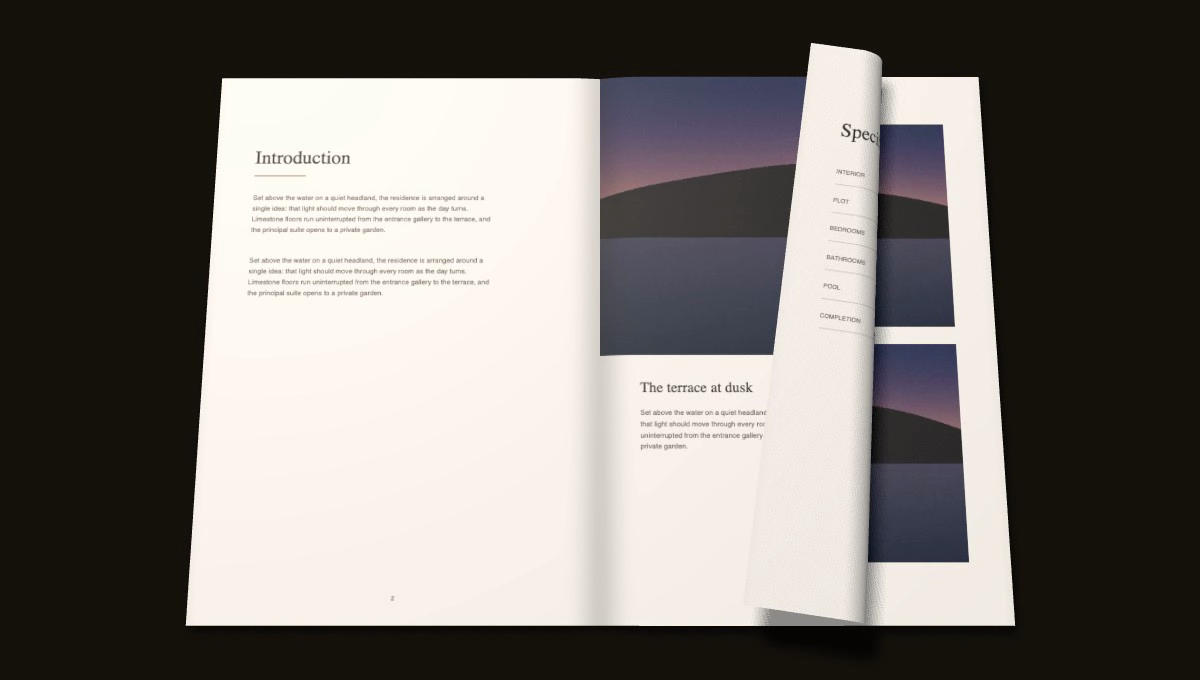 Introduction
Set above the water on a quiet headland, the residence is arranged around a
single idea: that light should move through every room as the day turns.
Limestone floors run uninterrupted from the entrance gallery to the terrace, and
the principal suite opens to a private garden.
Set above the water on a quiet headland, the residence is arranged around a
single idea: that light should move through every room as the day turns.
Limestone floors run uninterrupted from the entrance gallery to the terrace, and
the principal suite opens to a private garden.
2
The terrace at dusk
Set above the water on a quiet headland
that light should move through every
uninterrupted from the entrance gallery
private garden.
Speci
INTERIOR
PLOT
BEDROOMS
BATHROOMS
POOL
COMPLETION